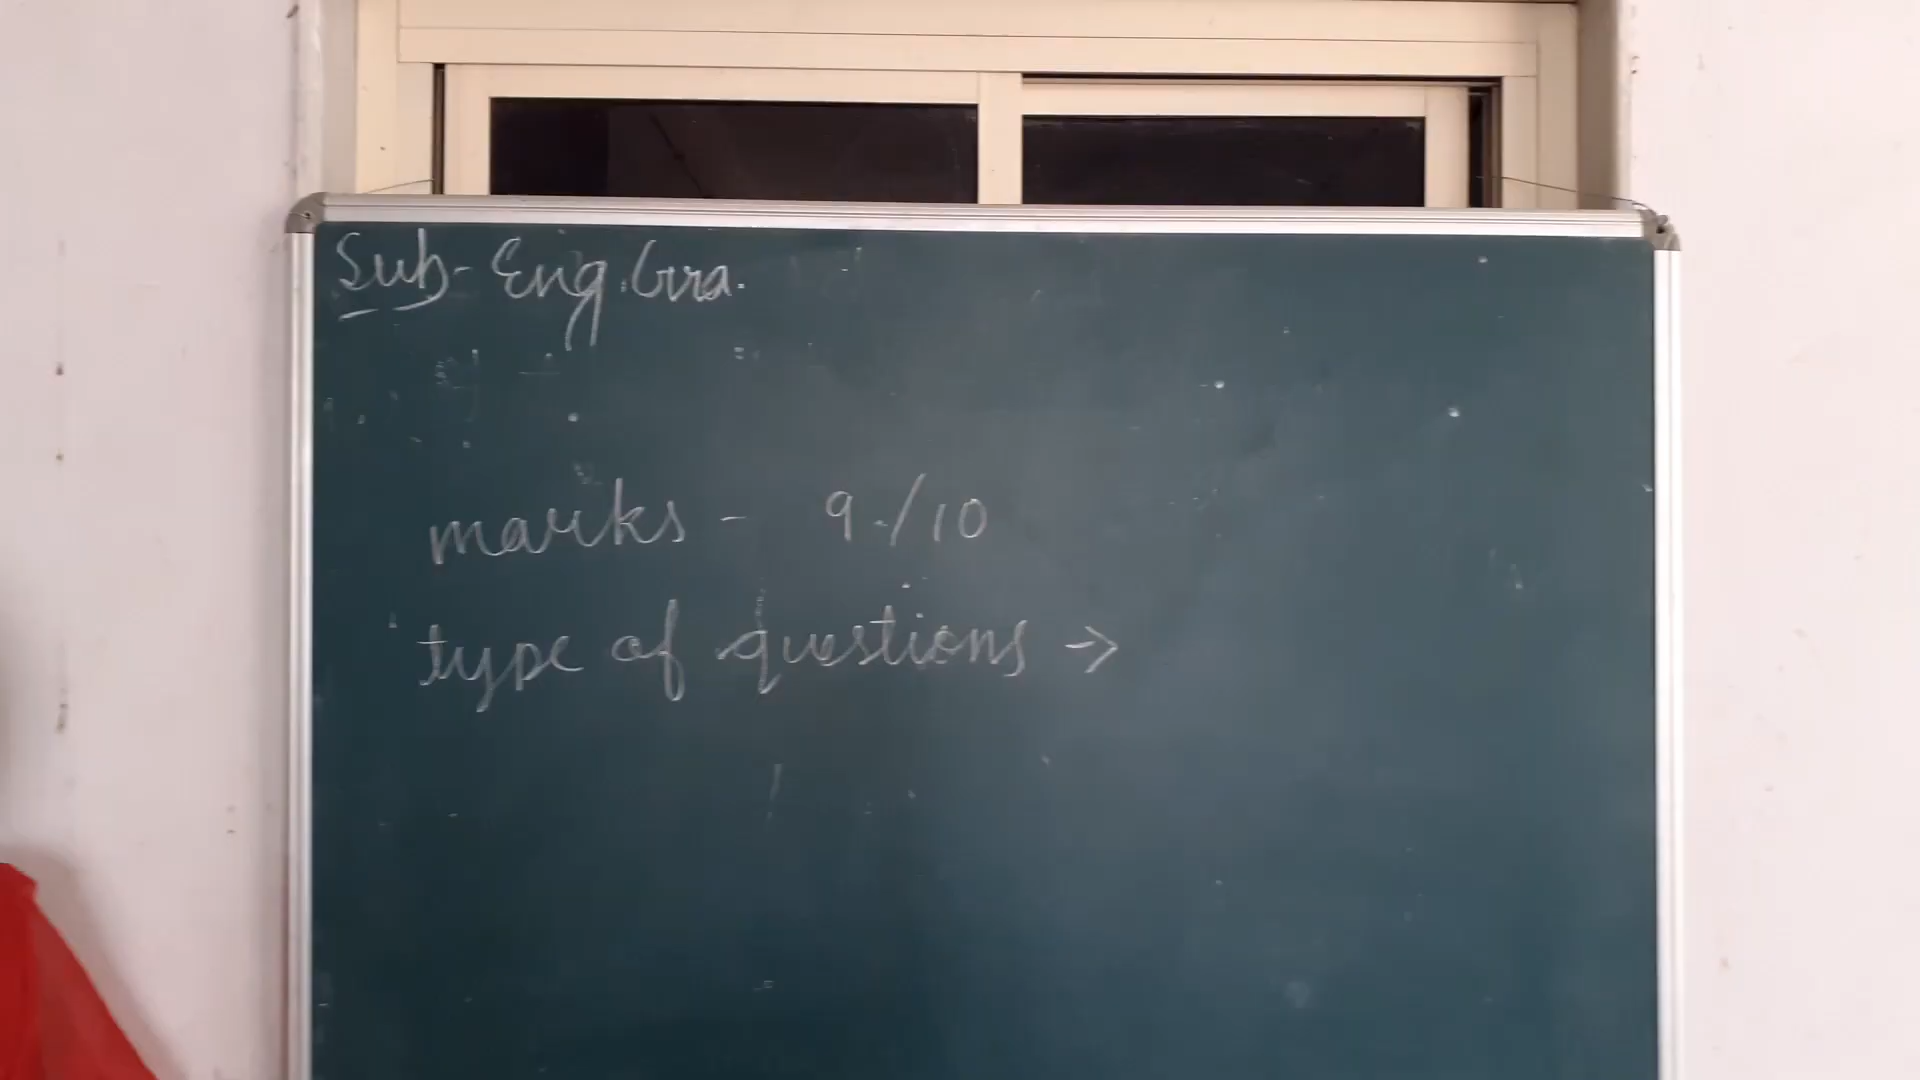 Sub- Eng. Gra.
marks - 9./10
type of questions →